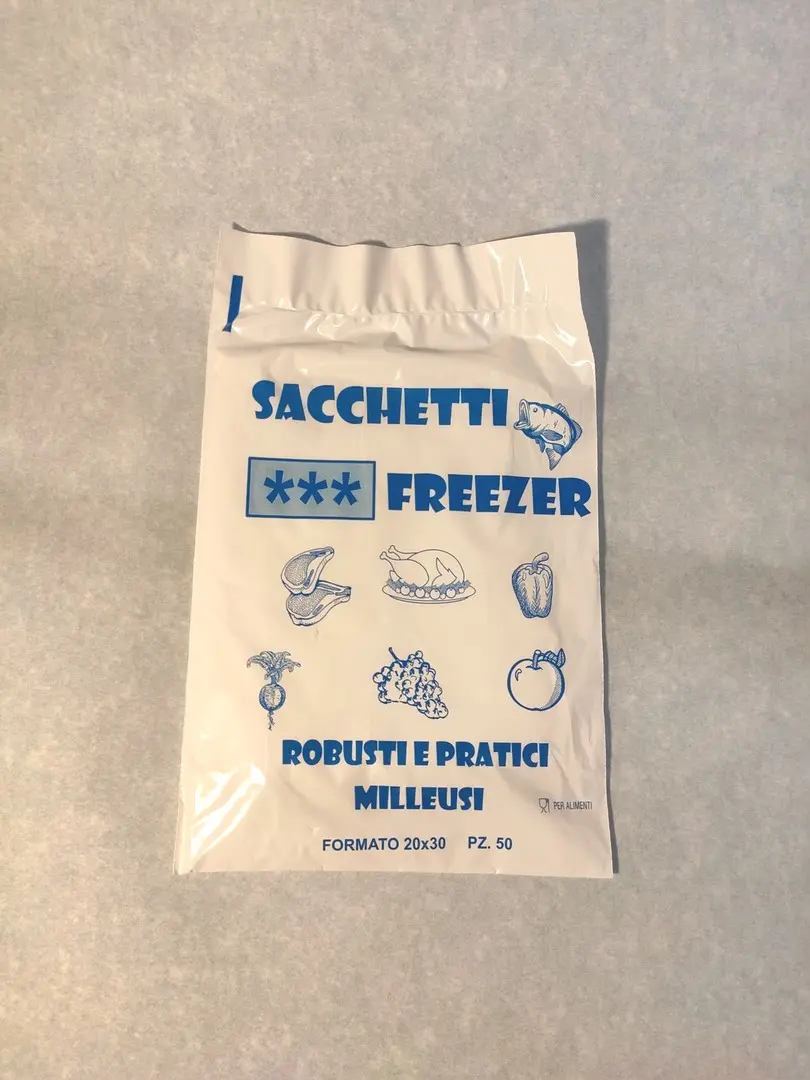 SACCHETTI
*** FREEZER
ROBUSTI E PRATICI
MILLEUSI
PER ALIMENTI
FORMATO 20x30 PZ. 50